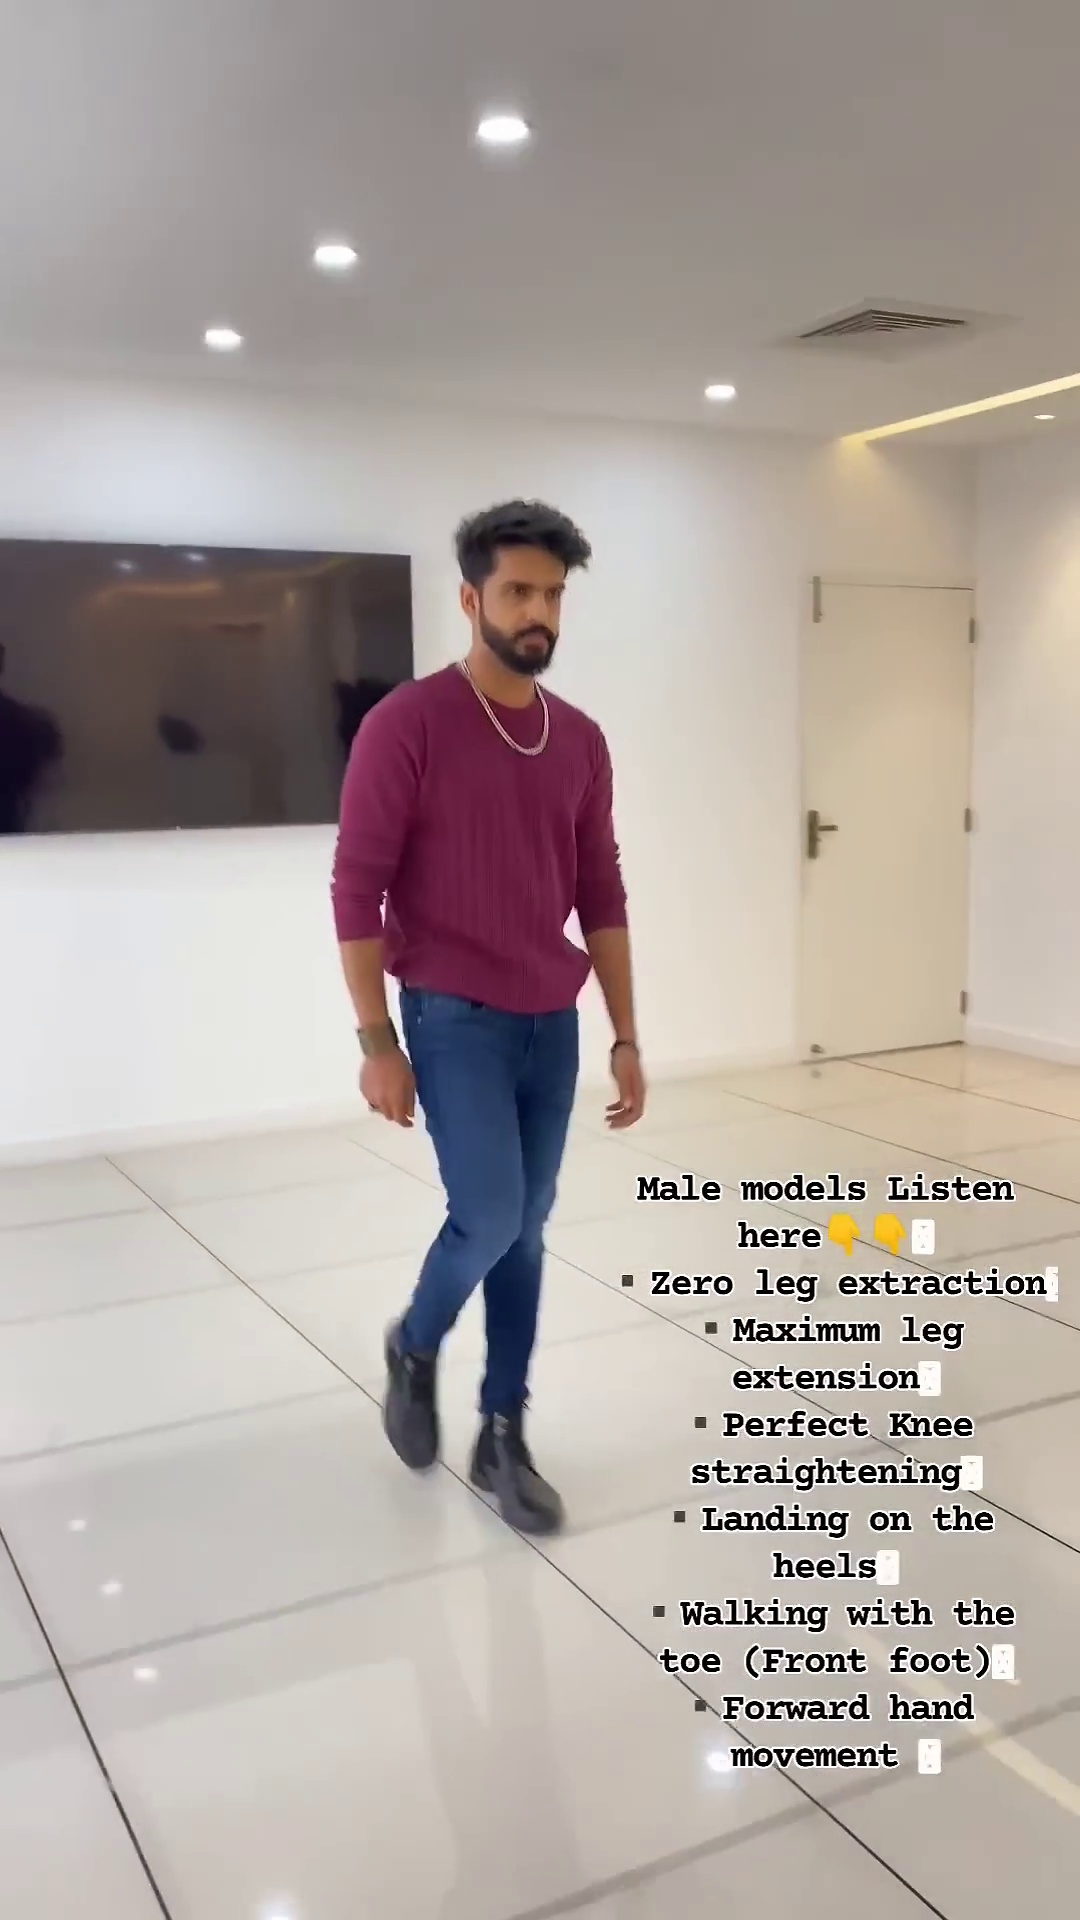 Male models Listen
here👇👇
▪ Zero leg extraction
▪ Maximum leg
extension
▪ Perfect Knee
straightening
▪ Landing on the
heels
▪ Walking with the
toe (Front foot)
▪ Forward hand
movement